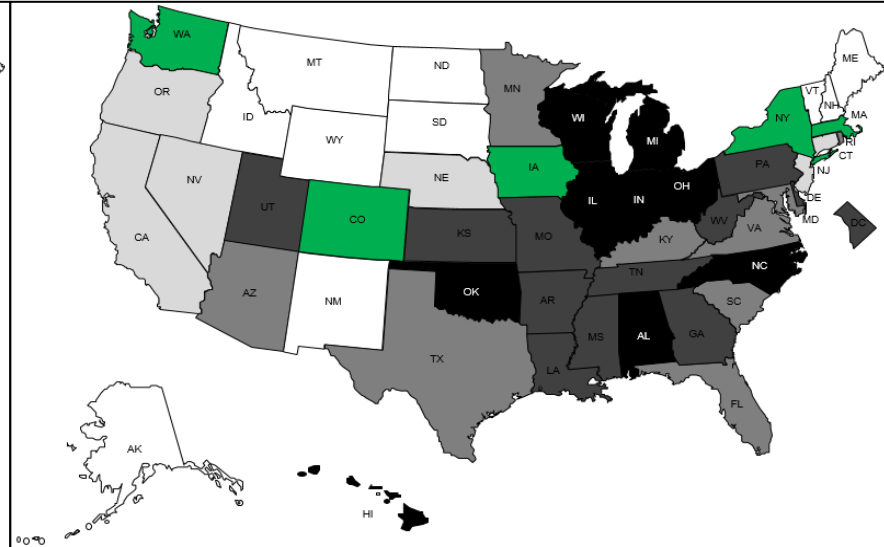 WA
ME
MT
ND
VT
MN
OR
NH
MA
ID
SD
WI
NY
WY
MI
RI
CT
IA
PA
NJ
NE
OH
NV
IL
IN
DE
UT
CO
MD
WV
CA
KS
MO
VA
DC
KY
NC
TN
AZ
OK
NM
AR
SC
MS
AL
GA
TX
LA
FL
AK
HI